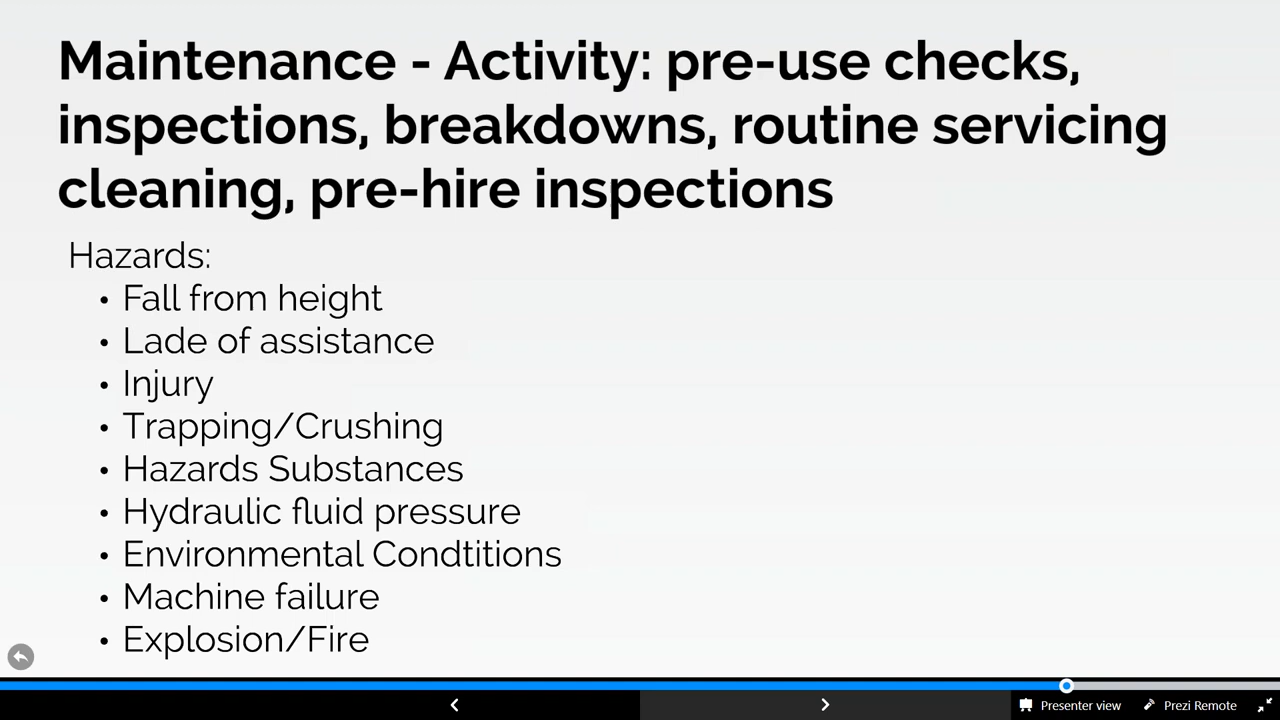 Maintenance - Activity: pre-use checks,
inspections, breakdowns, routine servicing
cleaning, pre-hire inspections
Hazards:
• Fall from height
• Lade of assistance
• Injury
• Trapping/Crushing
• Hazards Substances
• Hydraulic fluid pressure
• Environmental Condtitions
• Machine failure
• Explosion/Fire
Presenter view Prezi Remote